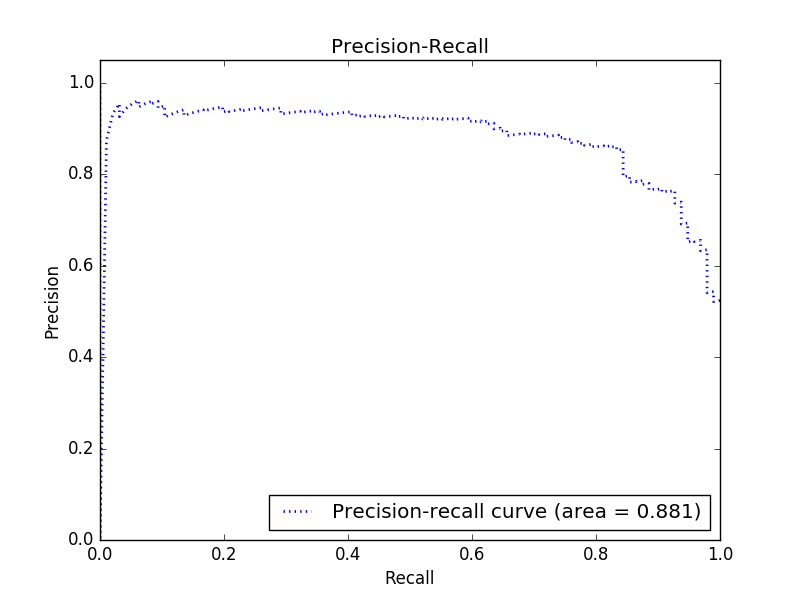 Precision-Recall
1.0
0.8
0.6
0.4
0.2
0.0
Precision
0.0 0.2 0.4 0.6 0.8 1.0
Recall
Precision-recall curve (area = 0.881)